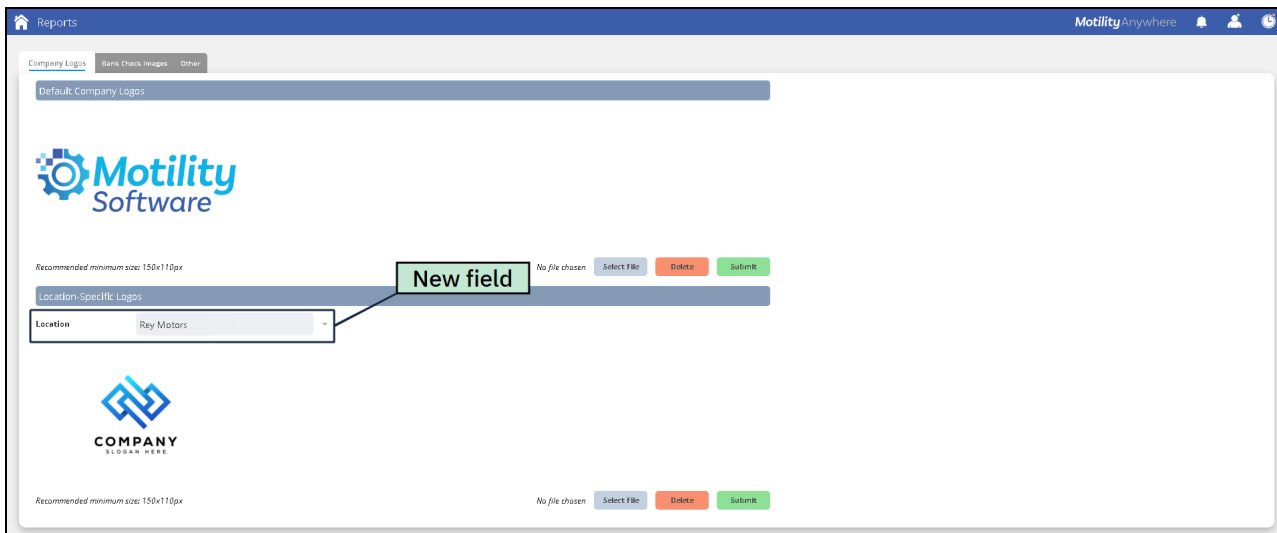 Reports
MotilityAnywhere
Company Logos Bank Check Images Other
Default Company Logos
Motility
Software
Recommended minimum size: 150x110px
No file chosen Select File Delete Submit
New field
Location-Specific Logos
Location Rey Motors
COMPANY
SLOGAN HERE
Recommended minimum size: 150x110px
No file chosen Select File Delete Submit